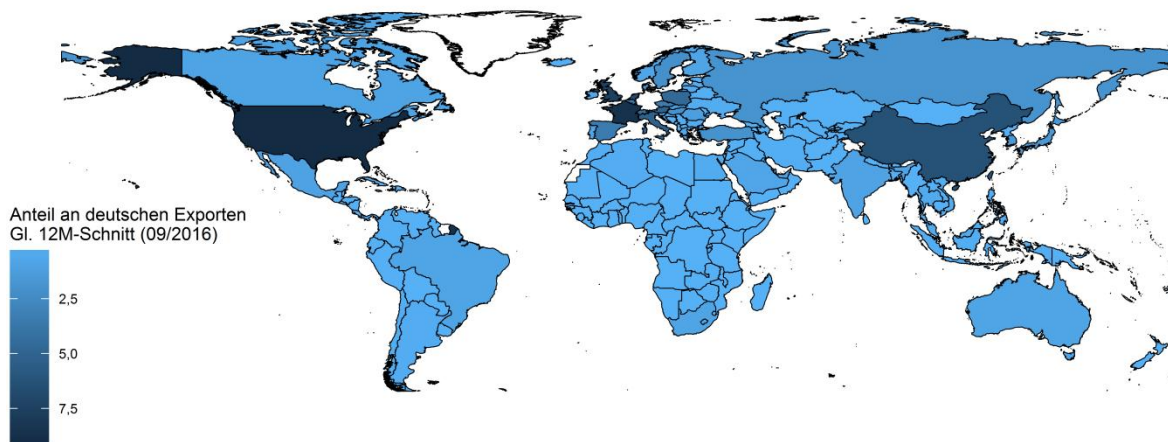 Anteil an deutschen Exporten
Gl. 12M-Schnitt (09/2016)
2,5
5,0
7,5